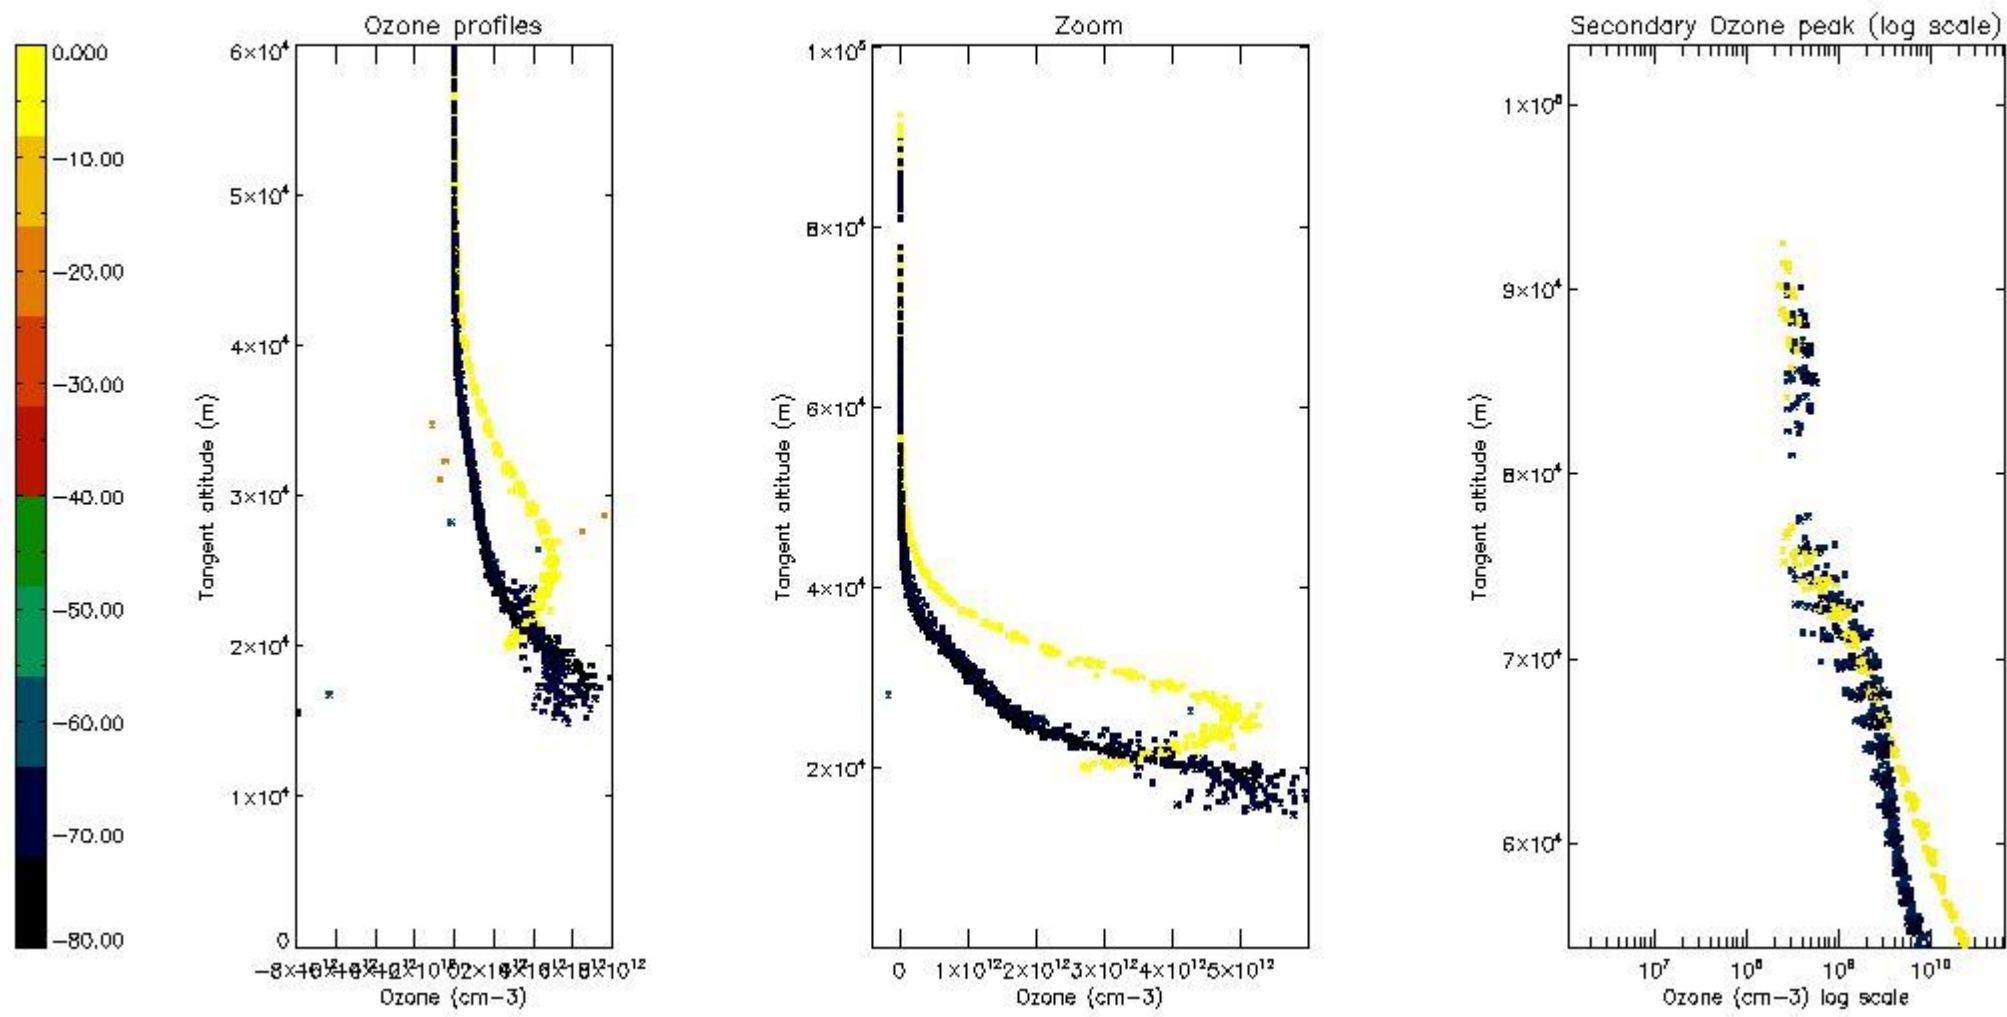 Ozone profiles
Zoom
Secondary Ozone peak (log scale)
0.000
−10.00
−20.00
−30.00
−40.00
−50.00
−60.00
−70.00
−80.00
6×10⁴
5×10⁴
4×10⁴
3×10⁴
2×10⁴
1×10⁴
0
Tangent altitude (m)
Ozone (cm−3)
1×10⁵
8×10⁴
6×10⁴
4×10⁴
2×10⁴
Tangent altitude (m)
0 1×10¹² 2×10¹² 3×10¹² 4×10¹² 5×10¹²
Ozone (cm−3)
9×10⁴
8×10⁴
7×10⁴
6×10⁴
Tangent altitude (m)
10⁷ 10⁸ 10⁹ 10¹⁰
Ozone (cm−3) log scale